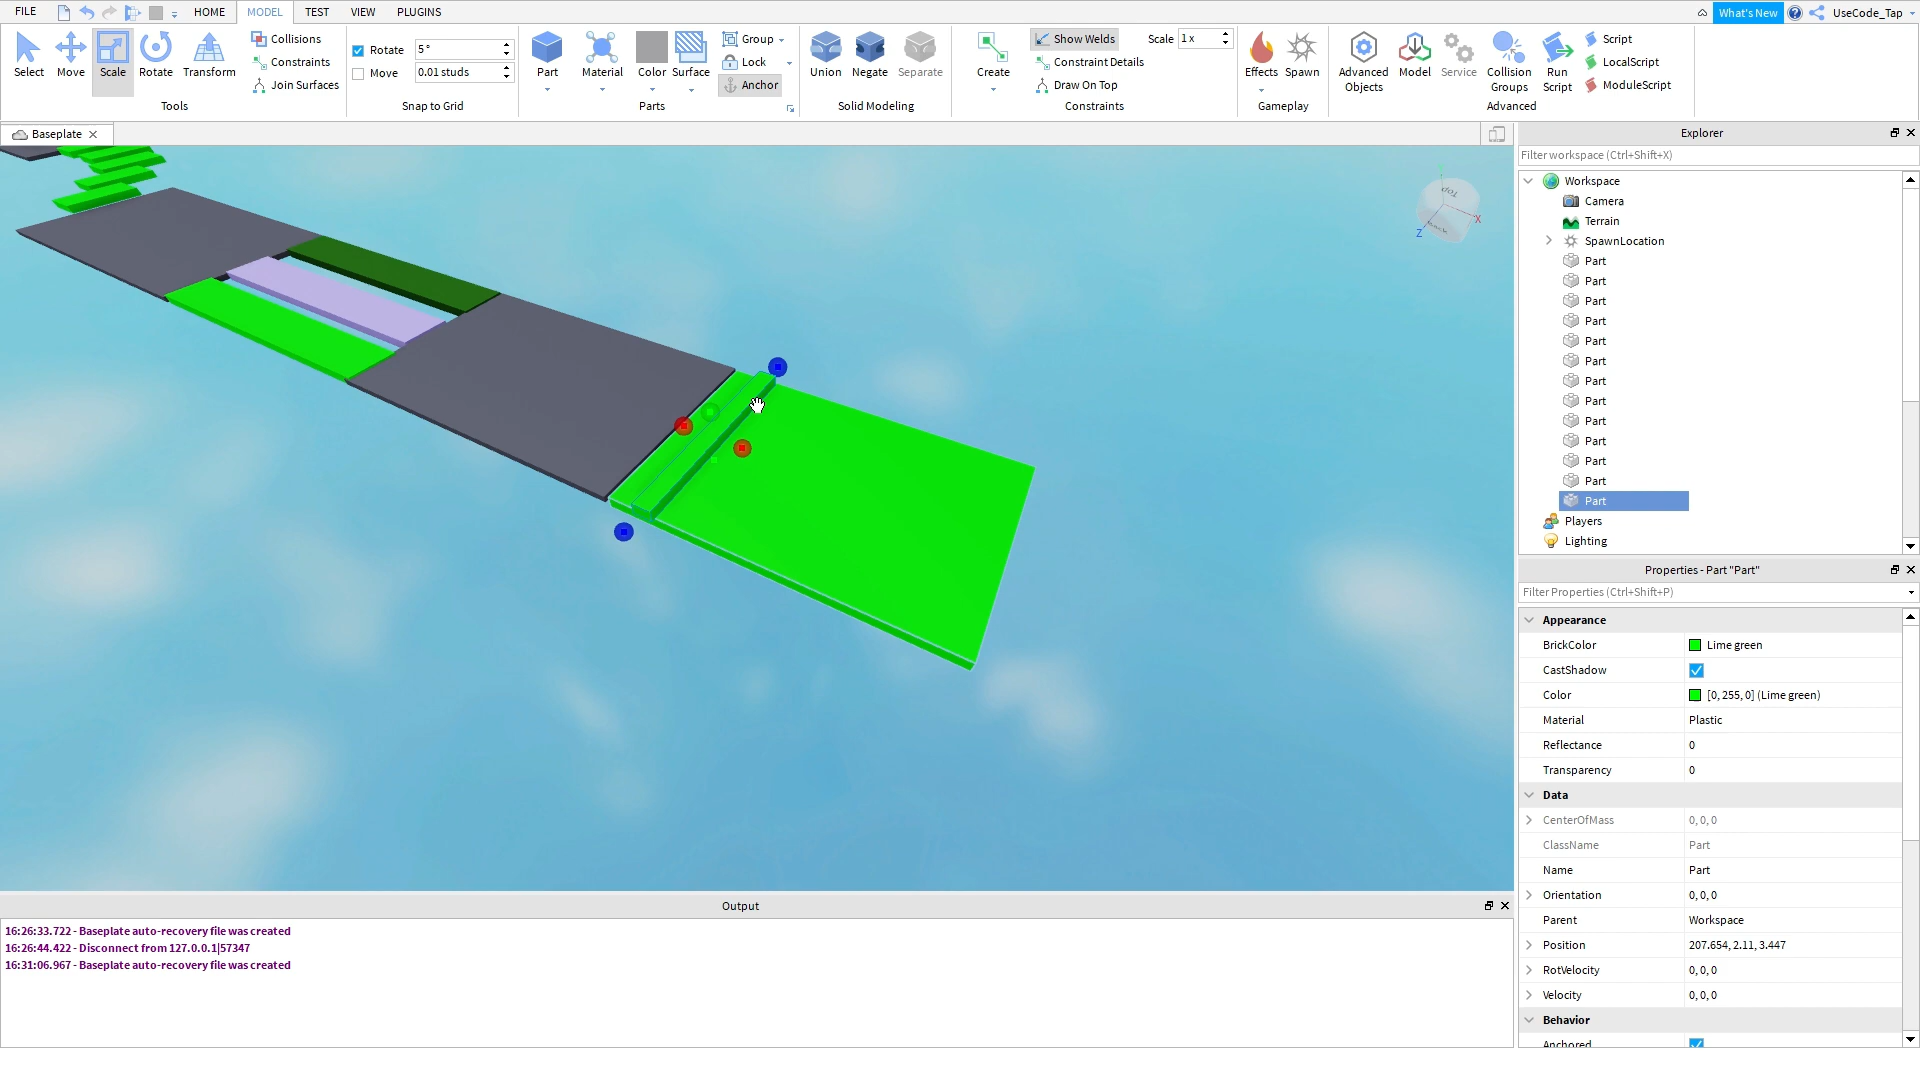 FILE HOME MODEL TEST VIEW PLUGINS What's New UseCode_Tap
Select Move Scale Rotate Transform
Collisions
Constraints
Join Surfaces
Tools
Rotate 5°
Move 0.01 studs
Snap to Grid
Part Material Color Surface
Group
Lock
Anchor
Parts
Union Negate Separate
Solid Modeling
Create
Show Welds Scale 1 x
Constraint Details
Draw On Top
Constraints
Effects Spawn
Gameplay
Advanced Objects Model Service Collision Groups Run Script
Script
LocalScript
ModuleScript
Advanced
Baseplate
Top
X
Z
Explorer
Filter workspace (Ctrl+Shift+X)
Workspace
Camera
Terrain
SpawnLocation
Part
Part
Part
Part
Part
Part
Part
Part
Part
Part
Part
Part
Part
Players
Lighting
Properties - Part "Part"
Filter Properties (Ctrl+Shift+P)
Appearance
BrickColor Lime green
CastShadow
Color [0, 255, 0] (Lime green)
Material Plastic
Reflectance 0
Transparency 0
Data
CenterOfMass 0, 0, 0
ClassName Part
Name Part
Orientation 0, 0, 0
Parent Workspace
Position 207.654, 2.11, 3.447
RotVelocity 0, 0, 0
Velocity 0, 0, 0
Behavior
Anchored
Output
16:26:33.722 - Baseplate auto-recovery file was created
16:26:44.422 - Disconnect from 127.0.0.1|57347
16:31:06.967 - Baseplate auto-recovery file was created